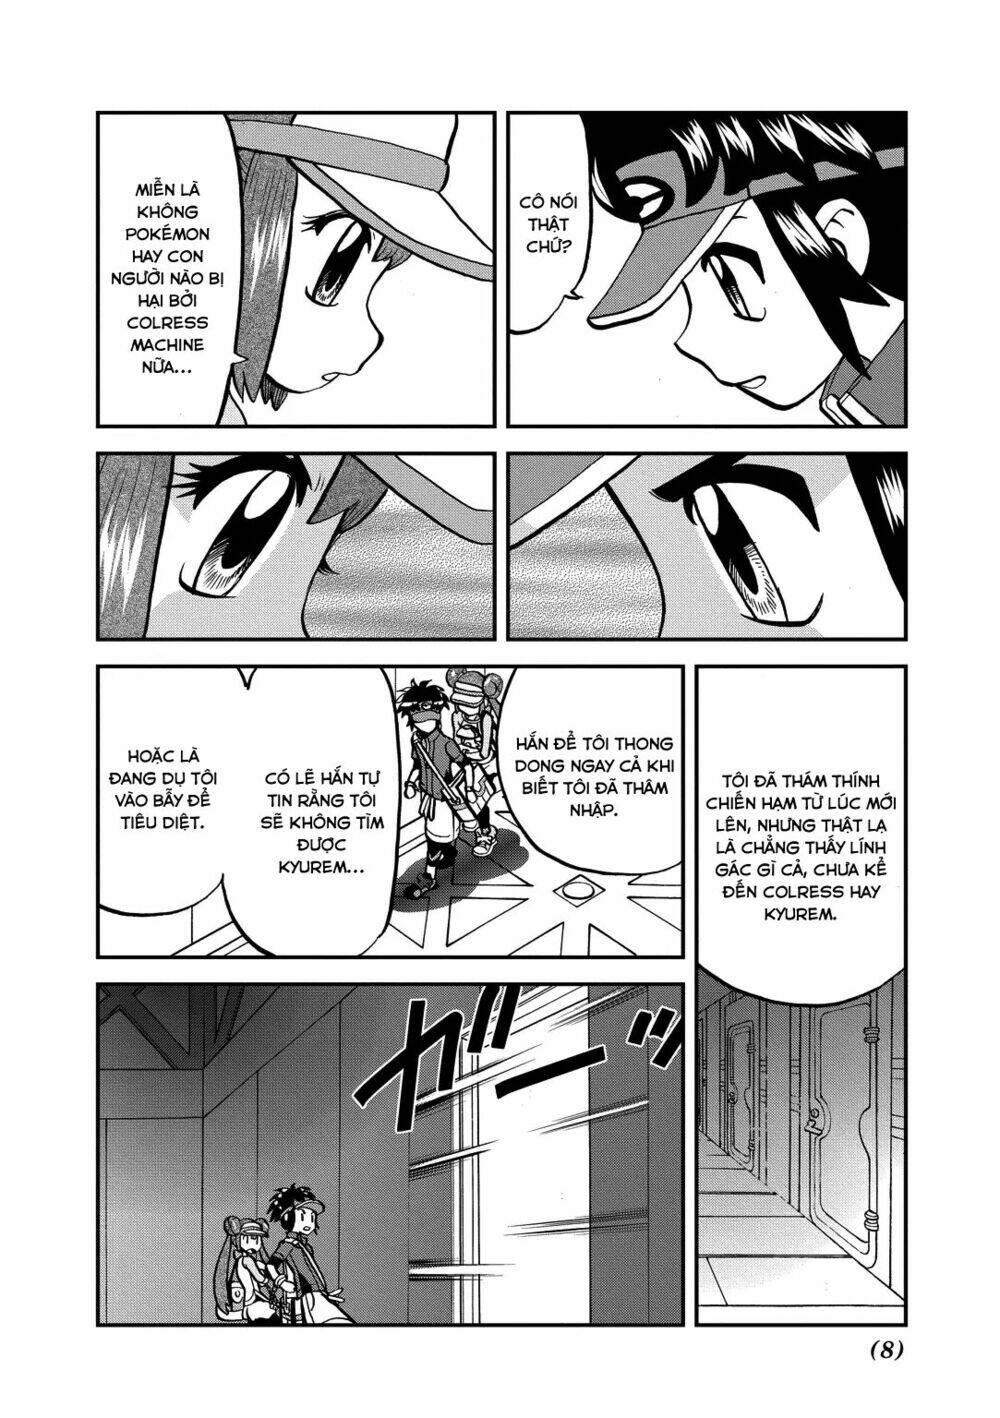 CÔ NÓI
THẬT
CHỨ?
MIỄN LÀ
KHÔNG
POKÉMON
HAY CON
NGƯỜI NÀO BỊ
HẠI BỞI
COLRESS
MACHINE
NỮA...
TÔI ĐÃ THÁM THÍNH
CHIẾN HẠM TỪ LÚC MỚI
LÊN, NHƯNG THẬT LẠ
LÀ CHẲNG THẤY LÍNH
GÁC GÌ CẢ, CHƯA KỂ
ĐẾN COLRESS HAY
KYUREM.
HẮN ĐỂ TÔI THONG
DONG NGAY CẢ KHI
BIẾT TÔI ĐÃ THÂM
NHẬP.
CÓ LẼ HẮN TỰ
TIN RẰNG TÔI
SẼ KHÔNG TÌM
ĐƯỢC
KYUREM...
HOẶC LÀ
ĐANG DỤ TÔI
VÀO BẪY ĐỂ
TIÊU DIỆT.
ガーッ
(8)